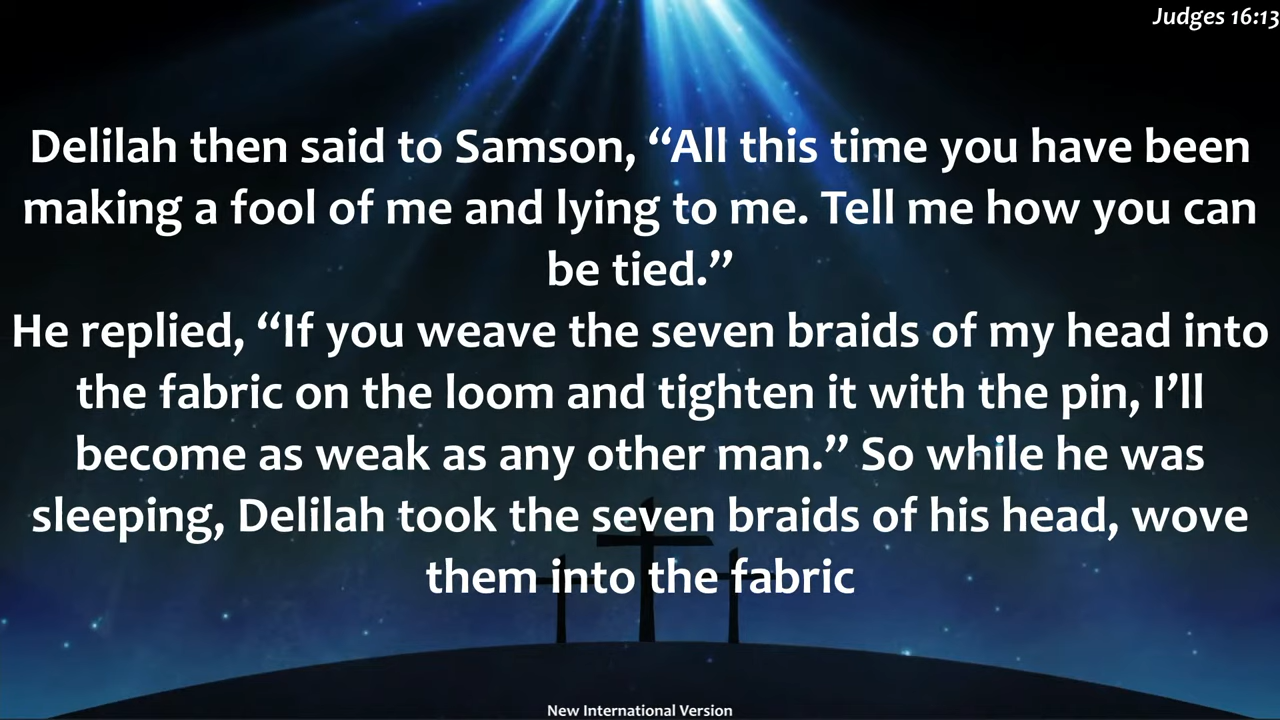 Judges 16:13
Delilah then said to Samson, “All this time you have been
making a fool of me and lying to me. Tell me how you can
be tied.”
He replied, “If you weave the seven braids of my head into
the fabric on the loom and tighten it with the pin, I’ll
become as weak as any other man.” So while he was
sleeping, Delilah took the seven braids of his head, wove
them into the fabric
New International Version